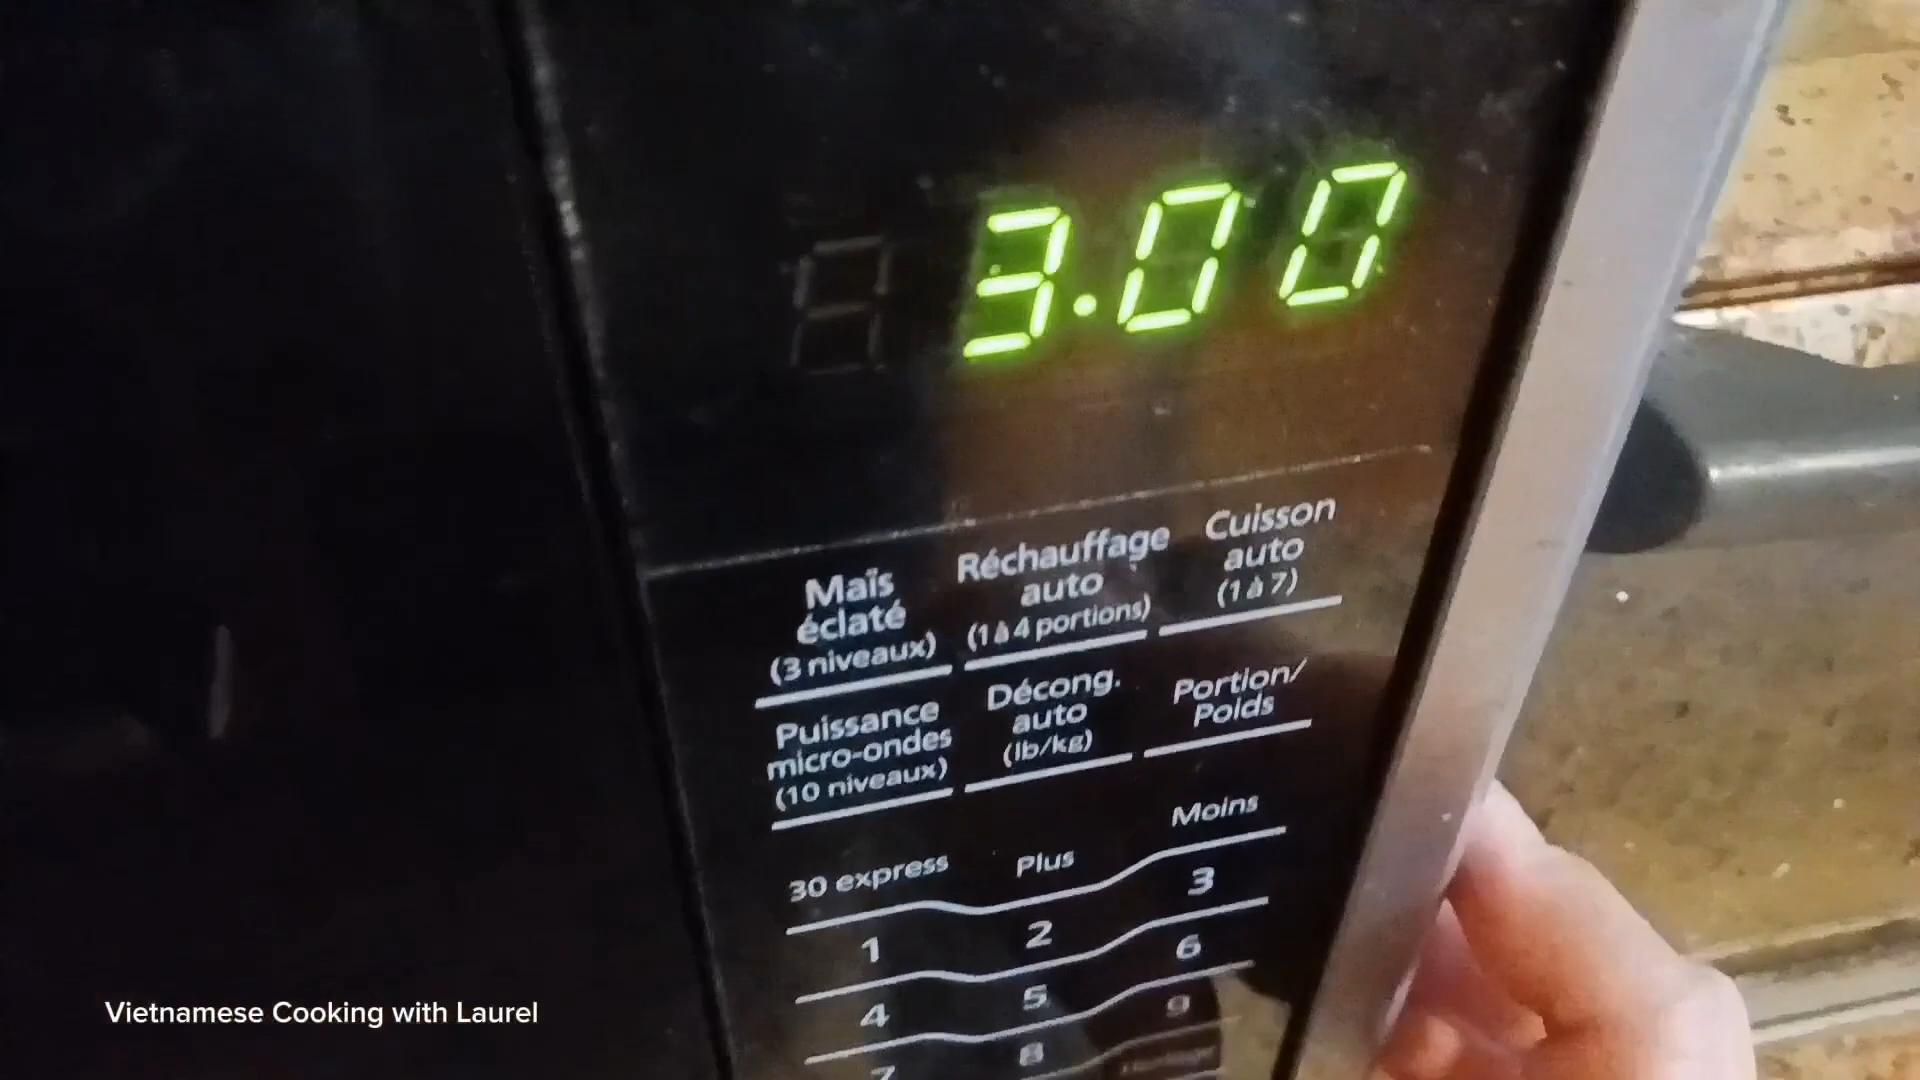 3.00
Maïs
éclaté
(3 niveaux)
Réchauffage
auto
(1 à 4 portions)
Cuisson
auto
(1 à 7)
Puissance
micro-ondes
(10 niveaux)
Décong.
auto
(lb/kg)
Portion/
Poids
30 express
Plus
Moins
1
2
3
4
5
6
7
8
9
Vietnamese Cooking with Laurel